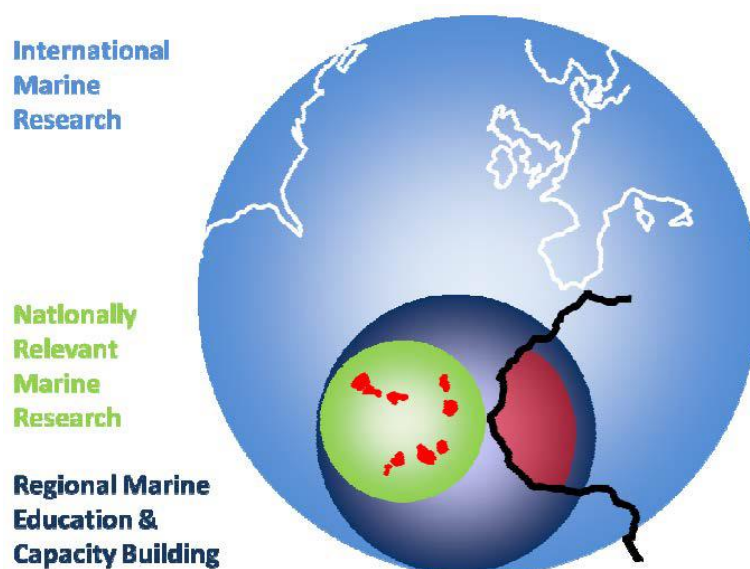 International
Marine
Research
Nationally
Relevant
Marine
Research
Regional Marine
Education &
Capacity Building